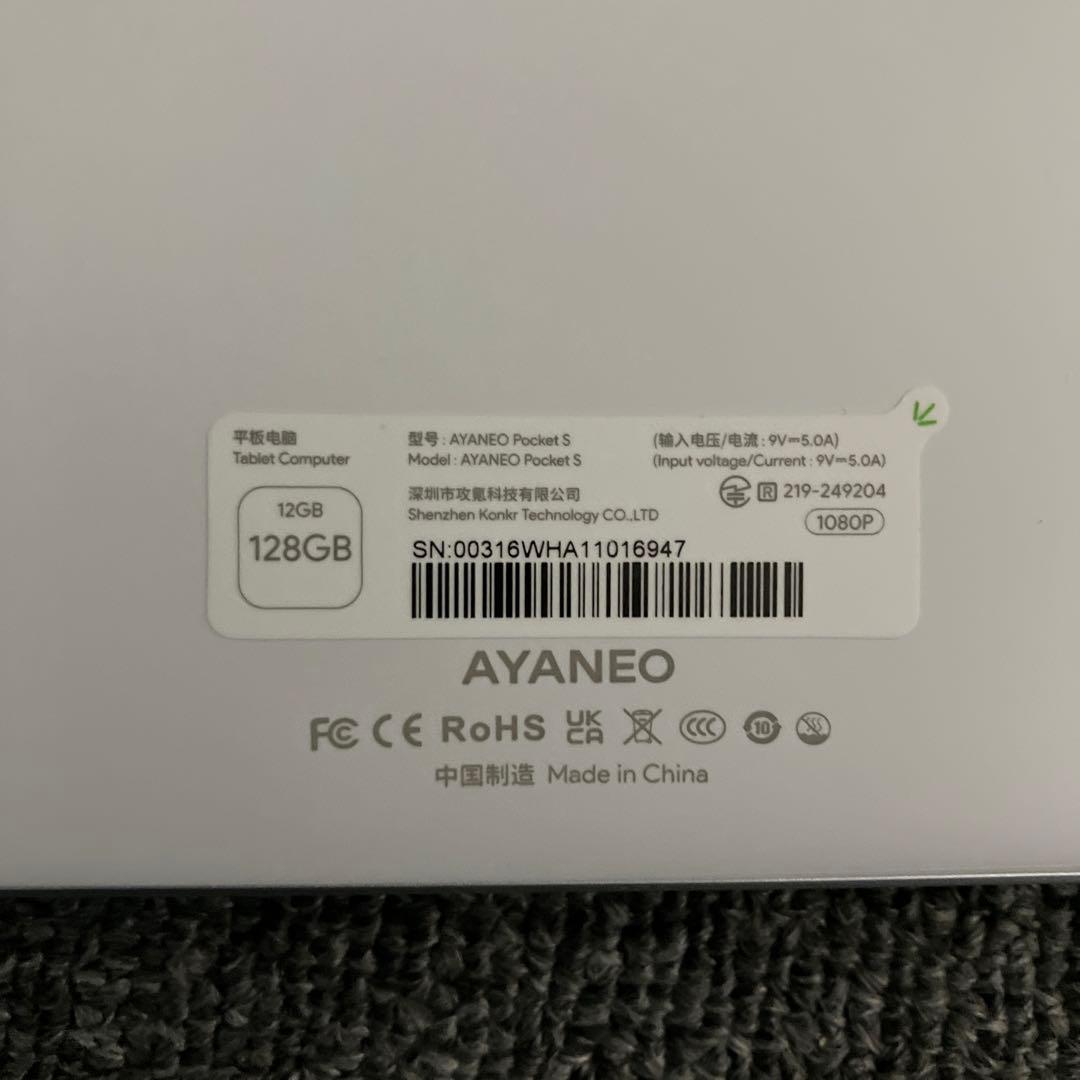 平板电脑
Tablet Computer
12GB
128GB
型号 : AYANEO Pocket S
Model : AYANEO Pocket S
深圳市攻氪科技有限公司
Shenzhen Konkr Technology CO.,LTD
(输入电压/电流 : 9V⎓5.0A)
(Input voltage/Current : 9V⎓5.0A)
R 219-249204
1080P
SN:00316WHA11016947
AYANEO
FC CE RoHS UK CA CCC 10
中国制造 Made in China